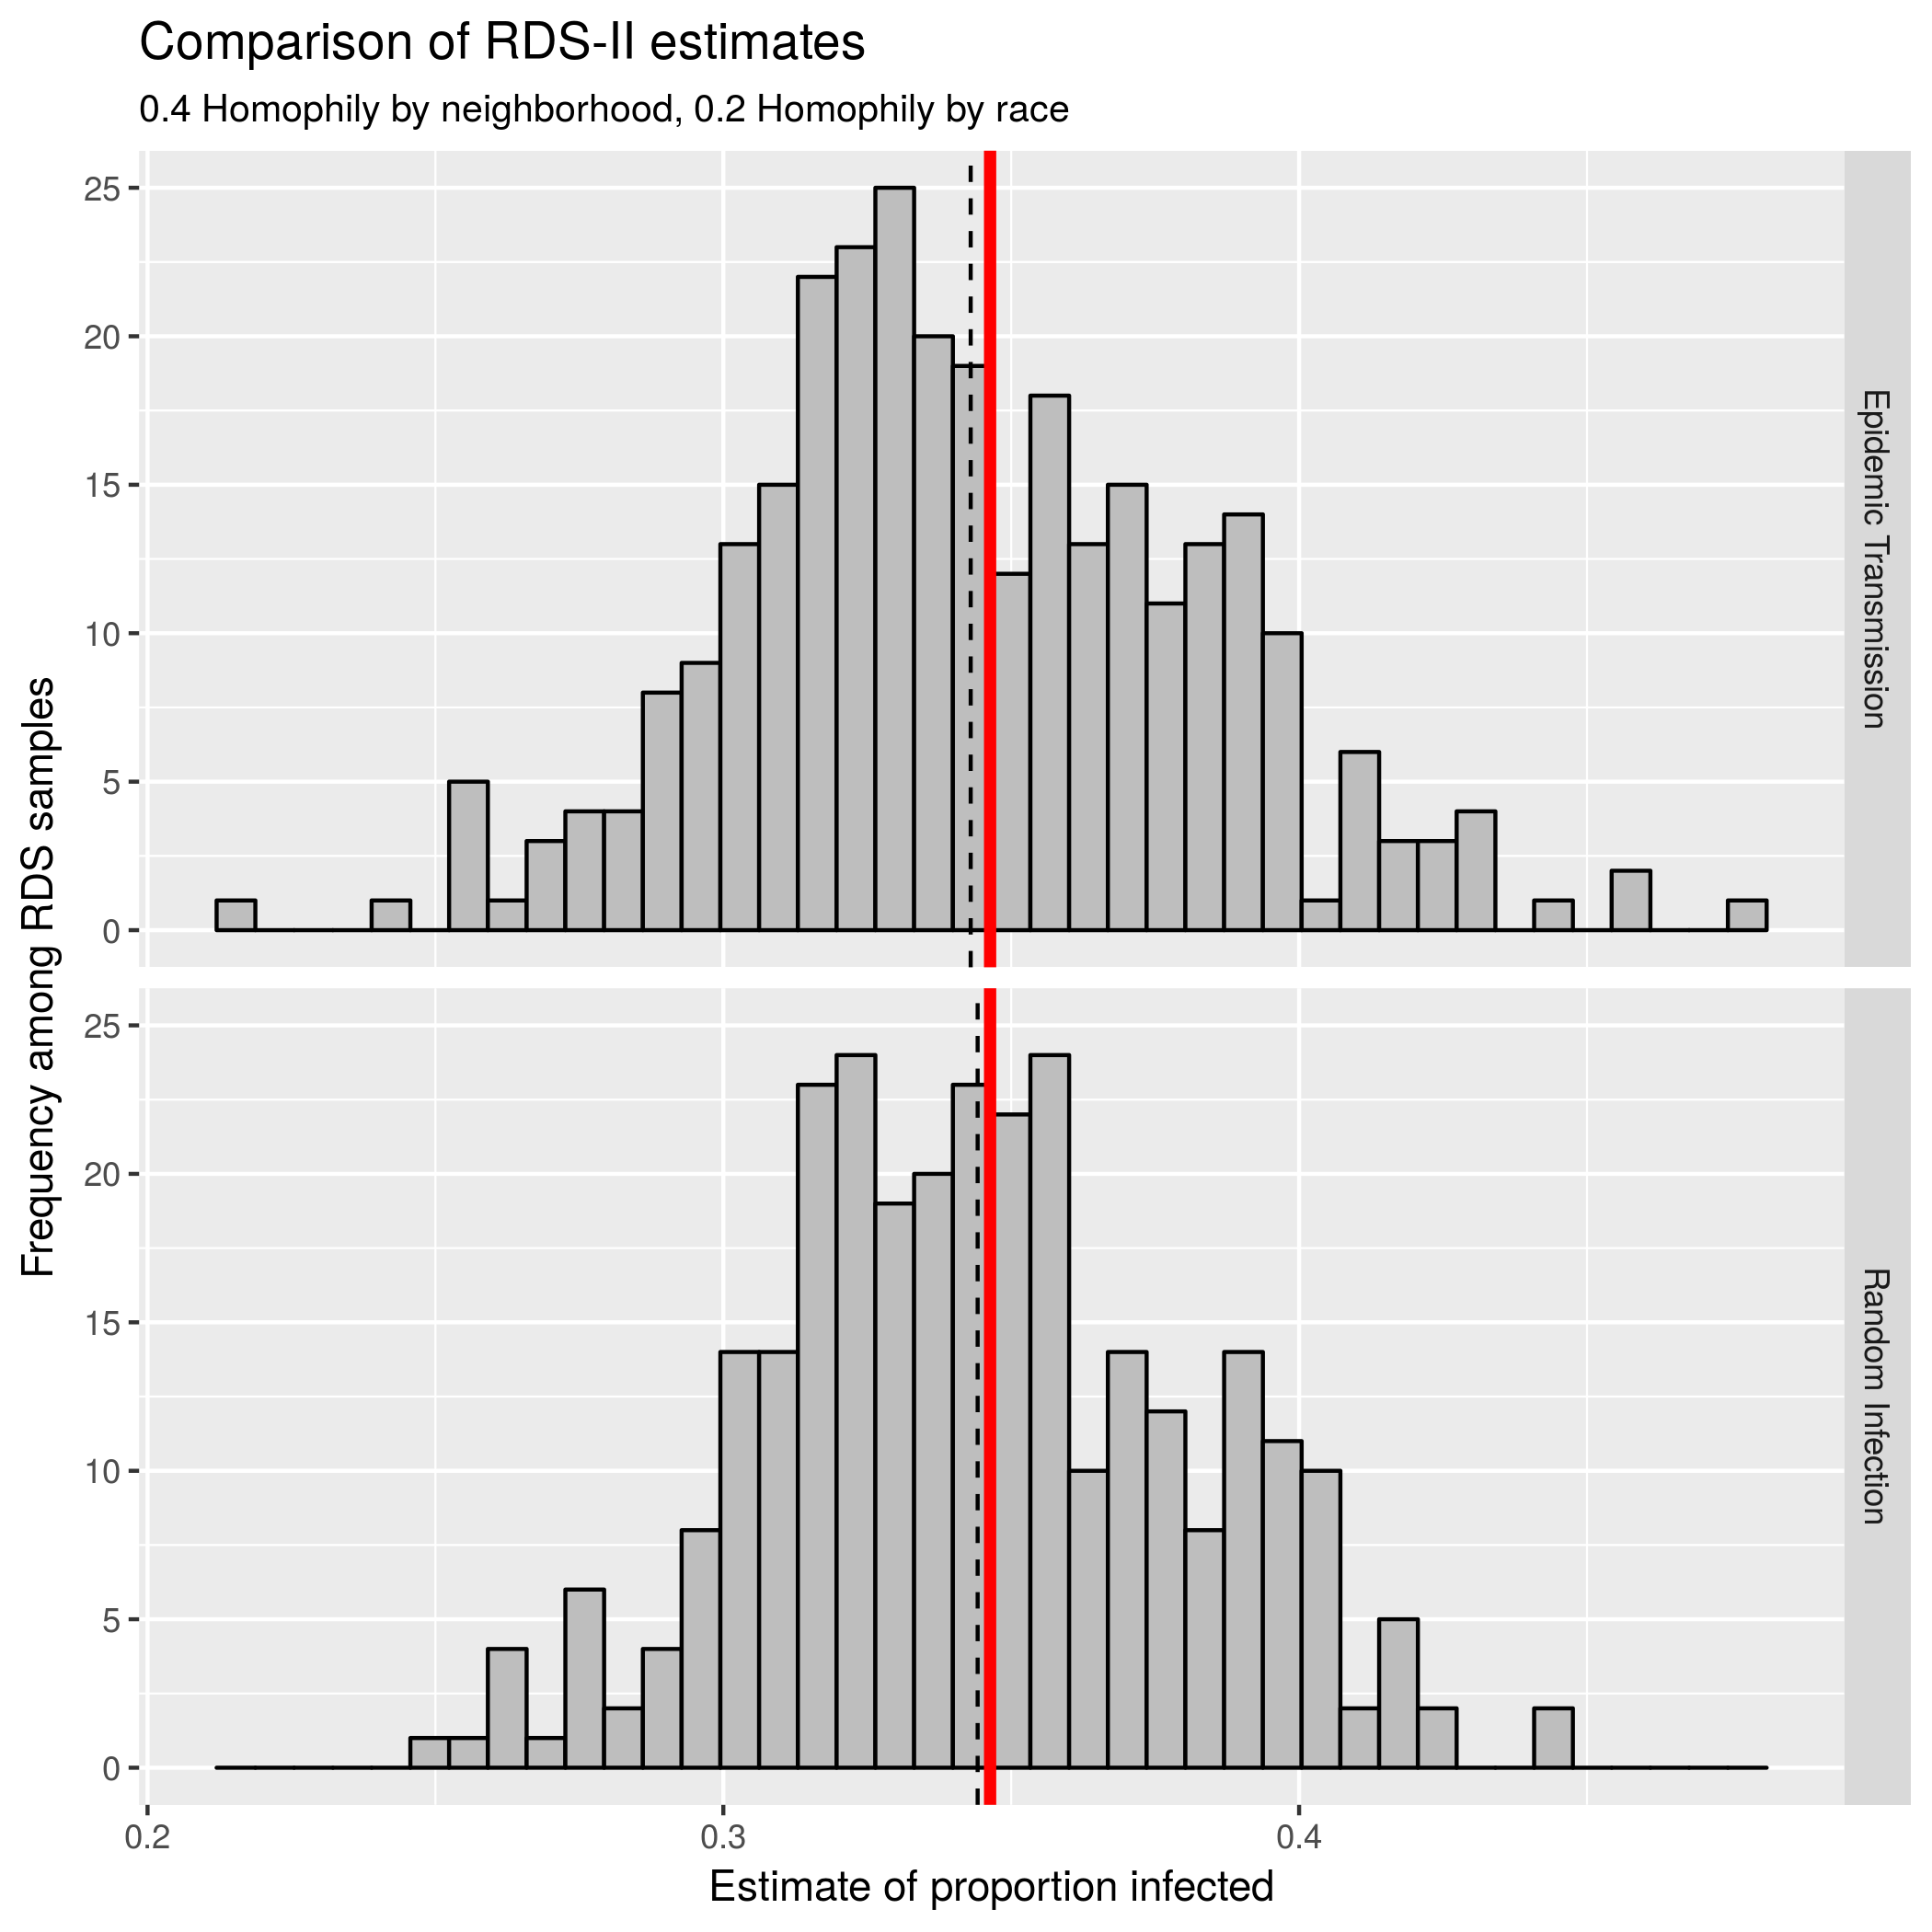 Comparison of RDS-II estimates
0.4 Homophily by neighborhood, 0.2 Homophily by race
Frequency among RDS samples
25
20
15
10
5
0
Epidemic Transmission
25
20
15
10
5
0
Random Infection
0.2 0.3 0.4
Estimate of proportion infected